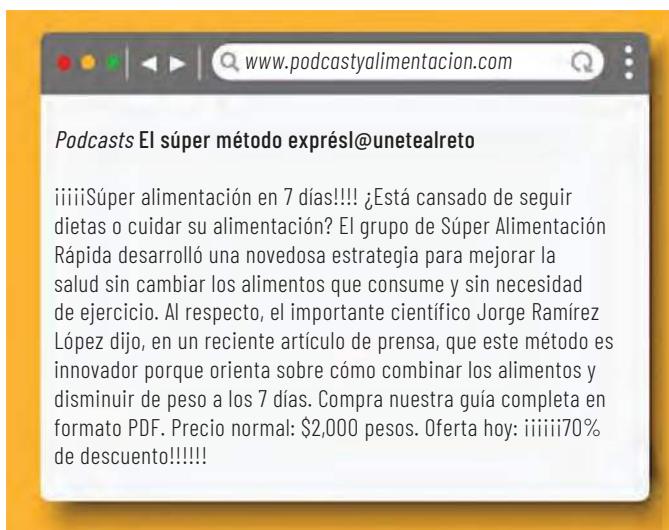 www.podcastyalimentacion.com
Podcasts El súper método exprésl@unetealreto
¡¡¡¡¡Súper alimentación en 7 días!!!! ¿Está cansado de seguir
dietas o cuidar su alimentación? El grupo de Súper Alimentación
Rápida desarrolló una novedosa estrategia para mejorar la
salud sin cambiar los alimentos que consume y sin necesidad
de ejercicio. Al respecto, el importante científico Jorge Ramírez
López dijo, en un reciente artículo de prensa, que este método es
innovador porque orienta sobre cómo combinar los alimentos y
disminuir de peso a los 7 días. Compra nuestra guía completa en
formato PDF. Precio normal: $2,000 pesos. Oferta hoy: ¡¡¡¡¡¡70%
de descuento!!!!!!